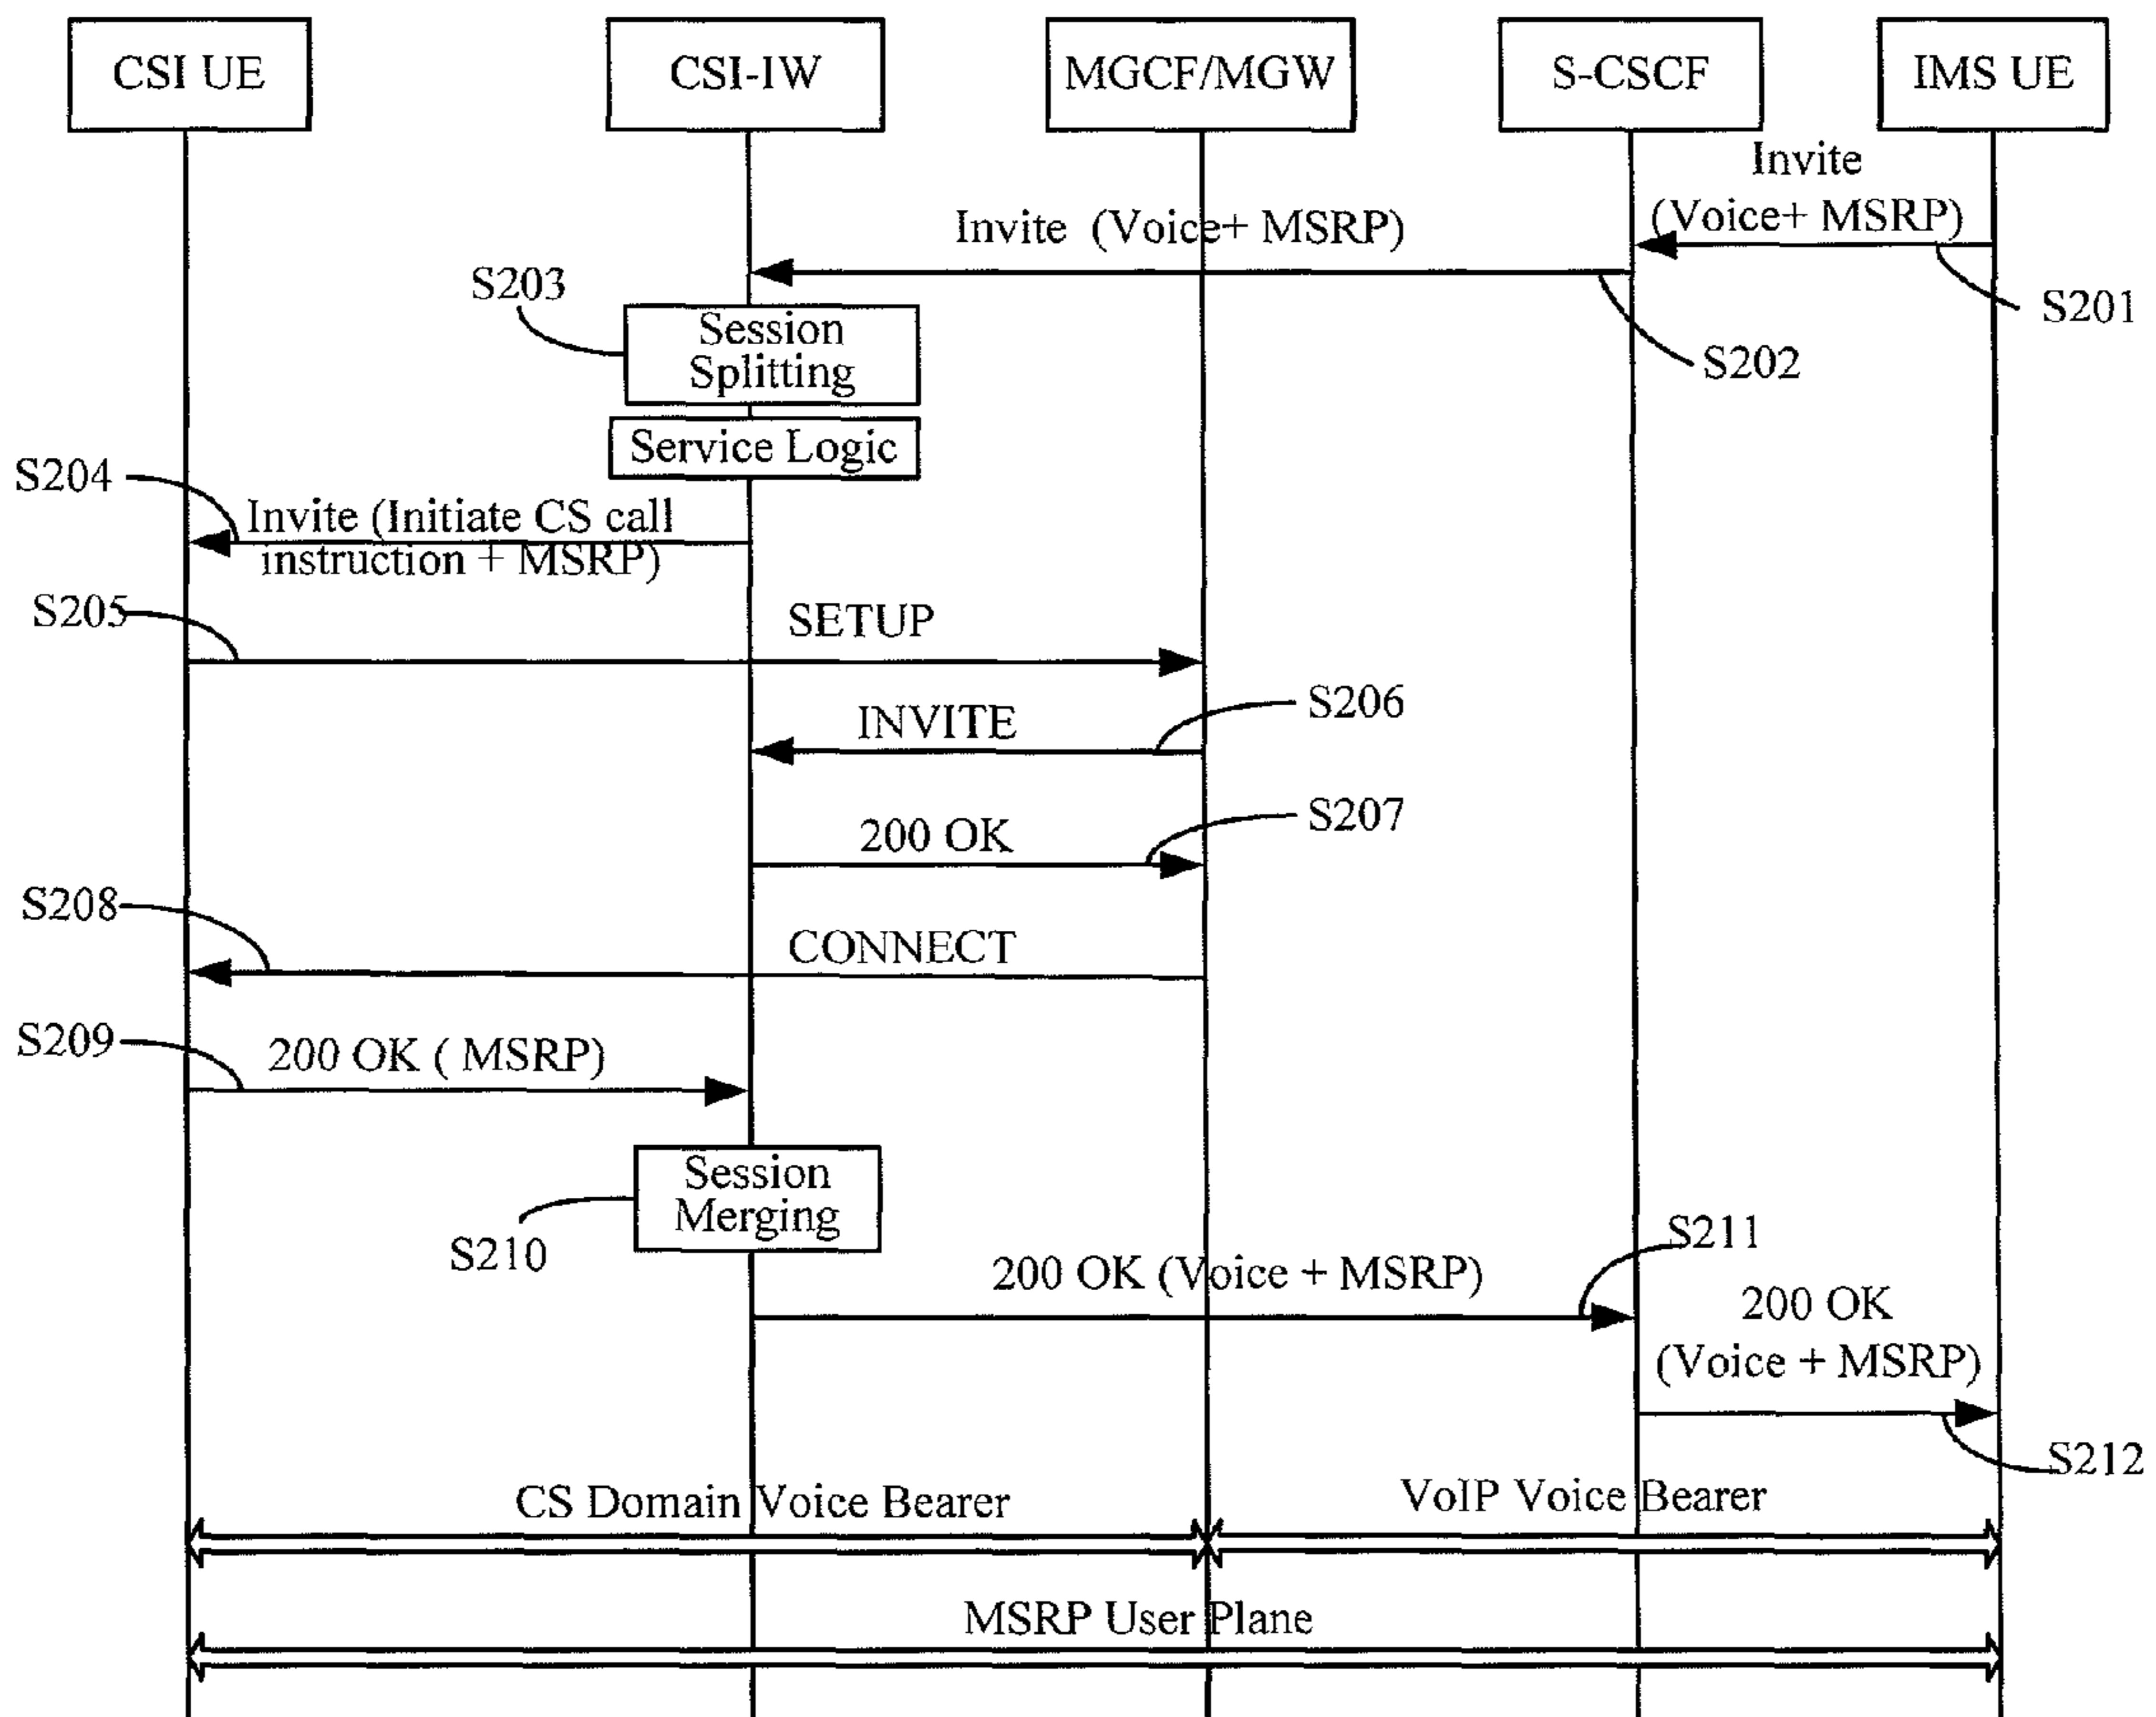 CSI UE
CSI-IW
MGCF/MGW
S-CSCF
IMS UE
Invite
(Voice+ MSRP)
Invite (Voice+ MSRP)
S201
S202
S203
Session
Splitting
Service Logic
S204
Invite (Initiate CS call
instruction + MSRP)
S205
SETUP
S206
INVITE
S207
200 OK
S208
CONNECT
S209
200 OK ( MSRP)
Session
Merging
S210
S211
200 OK (Voice + MSRP)
200 OK
(Voice + MSRP)
S212
CS Domain Voice Bearer
VoIP Voice Bearer
MSRP User Plane